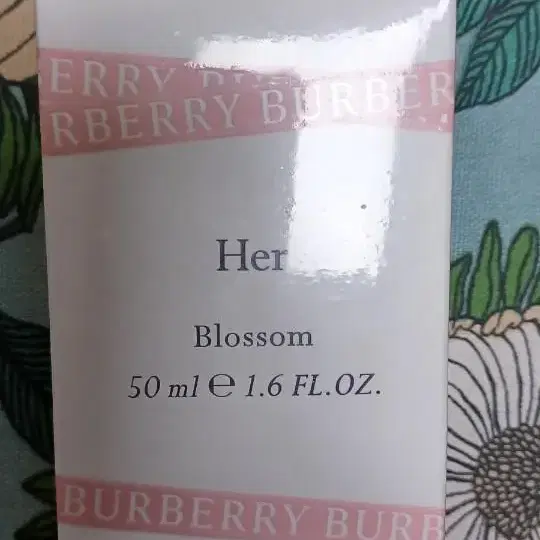 ERRY
RBERRY BURBER
Her
Blossom
50 ml ℮ 1.6 FL.OZ.
BURBERRY BURB